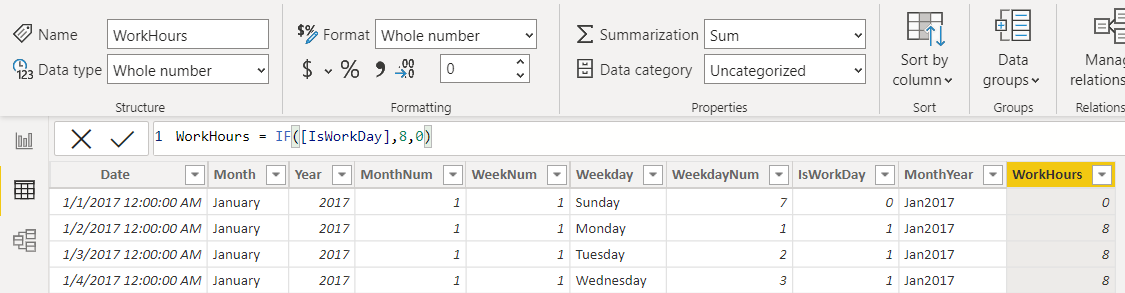 Name WorkHours $% Format Whole number Σ Summarization Sum
Data type Whole number $ % 9 .00 →.0 0 Data category Uncategorized Sort by column Data groups Mana relations
Structure Formatting Properties Sort Groups Relations
1 WorkHours = IF([IsWorkDay],8,0)
Date Month Year MonthNum WeekNum Weekday WeekdayNum IsWorkDay MonthYear WorkHours
1/1/2017 12:00:00 AM January 2017 1 1 Sunday 7 0 Jan2017 0
1/2/2017 12:00:00 AM January 2017 1 1 Monday 1 1 Jan2017 8
1/3/2017 12:00:00 AM January 2017 1 1 Tuesday 2 1 Jan2017 8
1/4/2017 12:00:00 AM January 2017 1 1 Wednesday 3 1 Jan2017 8